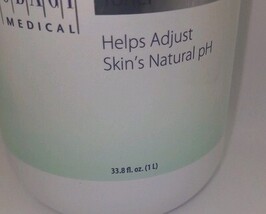 MEDICAL
Helps Adjust
Skin's Natural pH
33.8 fl. oz. (1 L)